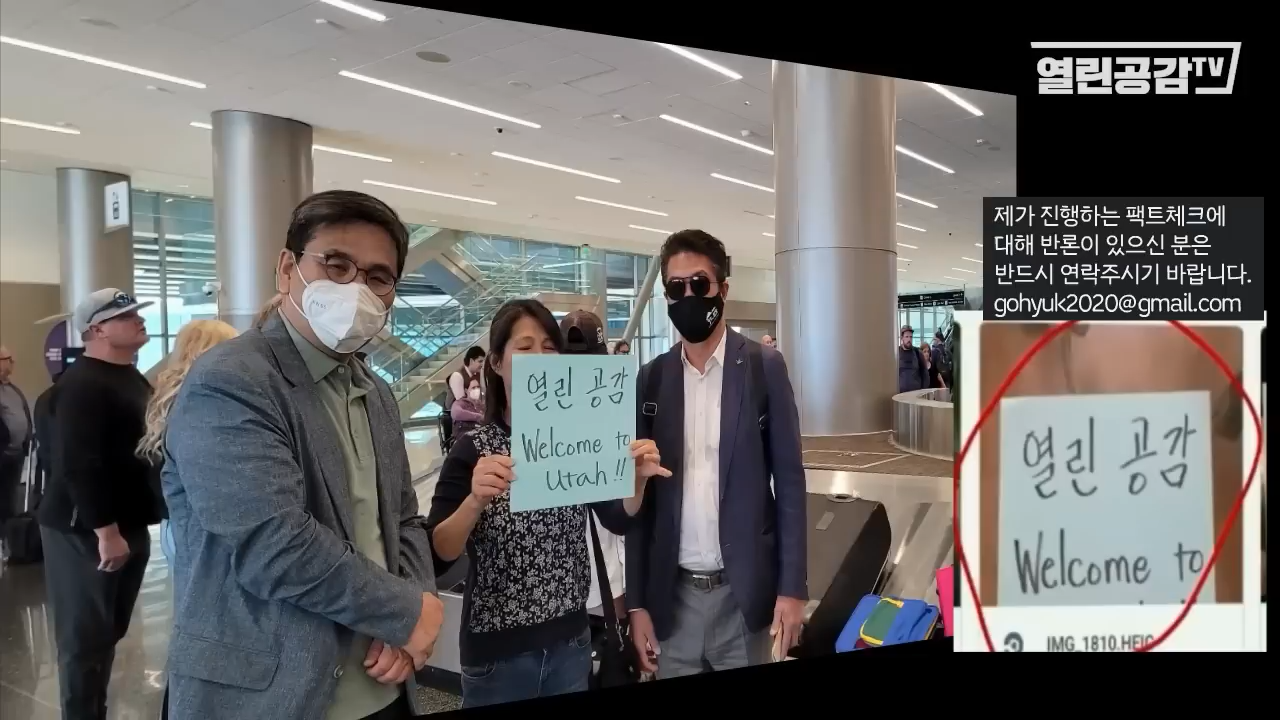 열린공감TV
제가 진행하는 팩트체크에
대해 반론이 있으신 분은
반드시 연락주시기 바랍니다.
gohyuk2020@gmail.com
열린 공감
Welcome to
Utah!!
열린 공감
Welcome to
IMG_1810.HEIC